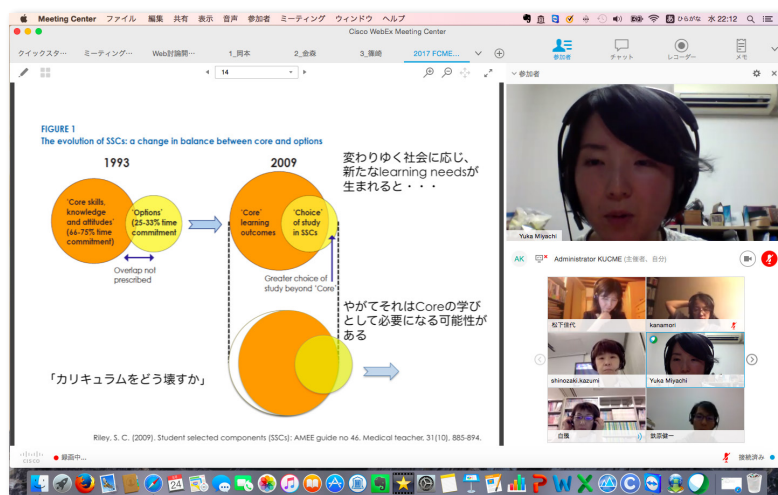 Meeting Center ファイル 編集 共有 表示 音声 参加者 ミーティング ウィンドウ ヘルプ
ひらがな 水 22:12
Cisco WebEx Meeting Center
クイックスタ… ミーティング… Web討論開… 1_岡本 2_金森 3_篠崎 2017 FCME…
参加者 チャット レコーダー メモ
14
参加者
FIGURE 1
The evolution of SSCs: a change in balance between core and options
1993
2009
'Core skills, knowledge and attitudes' (66-75% time commitment)
'Options' (25-33% time commitment
Overlap not prescribed
'Core' learning outcomes
'Choice' of study in SSCs
Greater choice of study beyond 'Core'
変わりゆく社会に応じ、
新たなlearning needsが
生まれると・・・
やがてそれはCoreの学び
として必要になる可能性が
ある
「カリキュラムをどう壊すか」
Riley, S. C. (2009). Student selected components (SSCs): AMEE guide no 46. Medical teacher, 31(10), 885-894.
Yuka Miyachi
AK Administrator KUCME (主催者、自分)
松下佳代
kanamori
shinozaki.kazumi
Yuka Miyachi
CISCO
録画中...
接続済み
24